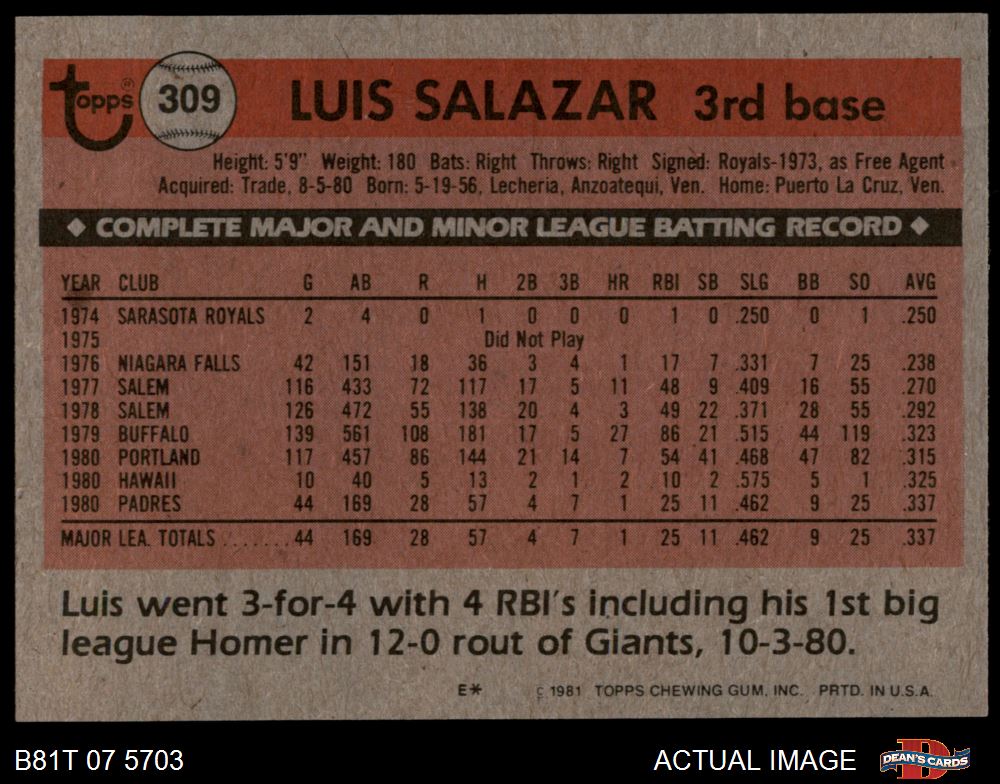 Topps® 309 LUIS SALAZAR 3rd base
Height: 5'9" Weight: 180 Bats: Right Throws: Right Signed: Royals-1973, as Free Agent
Acquired: Trade, 8-5-80 Born: 5-19-56, Lecheria, Anzoatequi, Ven. Home: Puerto La Cruz, Ven.
◆ COMPLETE MAJOR AND MINOR LEAGUE BATTING RECORD ◆
YEAR CLUB G AB R H 2B 3B HR RBI SB SLG BB SO AVG
1974 SARASOTA ROYALS 2 4 0 1 0 0 0 1 0 .250 0 1 .250
1975 Did Not Play
1976 NIAGARA FALLS 42 151 18 36 3 4 1 17 7 .331 7 25 .238
1977 SALEM 116 433 72 117 17 5 11 48 9 .409 16 55 .270
1978 SALEM 126 472 55 138 20 4 3 49 22 .371 28 55 .292
1979 BUFFALO 139 561 108 181 17 5 27 86 21 .515 44 119 .323
1980 PORTLAND 117 457 86 144 21 14 7 54 41 .468 47 82 .315
1980 HAWAII 10 40 5 13 2 1 2 10 2 .575 5 1 .325
1980 PADRES 44 169 28 57 4 7 1 25 11 .462 9 25 .337
MAJOR LEA. TOTALS .......44 169 28 57 4 7 1 25 11 .462 9 25 .337
Luis went 3-for-4 with 4 RBI's including his 1st big
league Homer in 12-0 rout of Giants, 10-3-80.
E* © 1981 TOPPS CHEWING GUM, INC. PRTD. IN U.S.A.
B81T 07 5703 ACTUAL IMAGE D DEAN'S CARDS